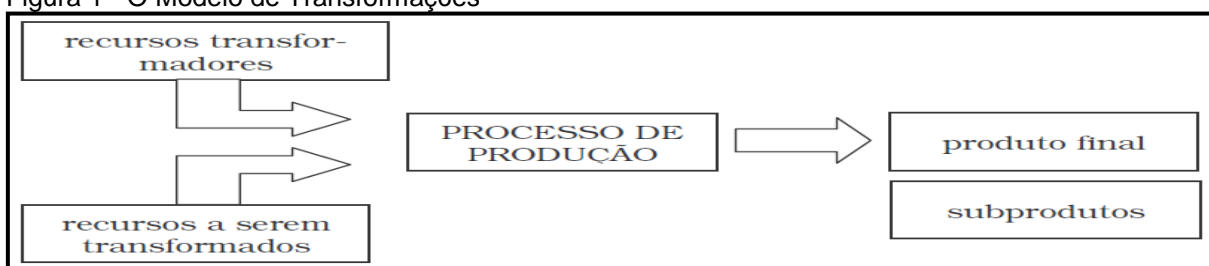 Figura 1 - O Modelo de Transformações
recursos transfor-
madores
PROCESSO DE
PRODUÇÃO
produto final
subprodutos
recursos a serem
transformados